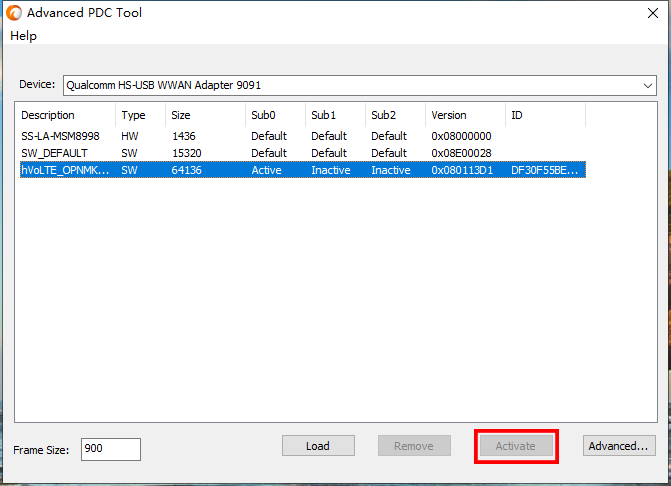 Advanced PDC Tool
Help
Device: Qualcomm HS-USB WWAN Adapter 9091
Description Type Size Sub0 Sub1 Sub2 Version ID
SS-LA-MSM8998 HW 1436 Default Default Default 0x08000000
SW_DEFAULT SW 15320 Default Default Default 0x08E00028
hVoLTE_OPNMK... SW 64136 Active Inactive Inactive 0x080113D1 DF30F55BE...
Frame Size: 900 Load Remove Activate Advanced...